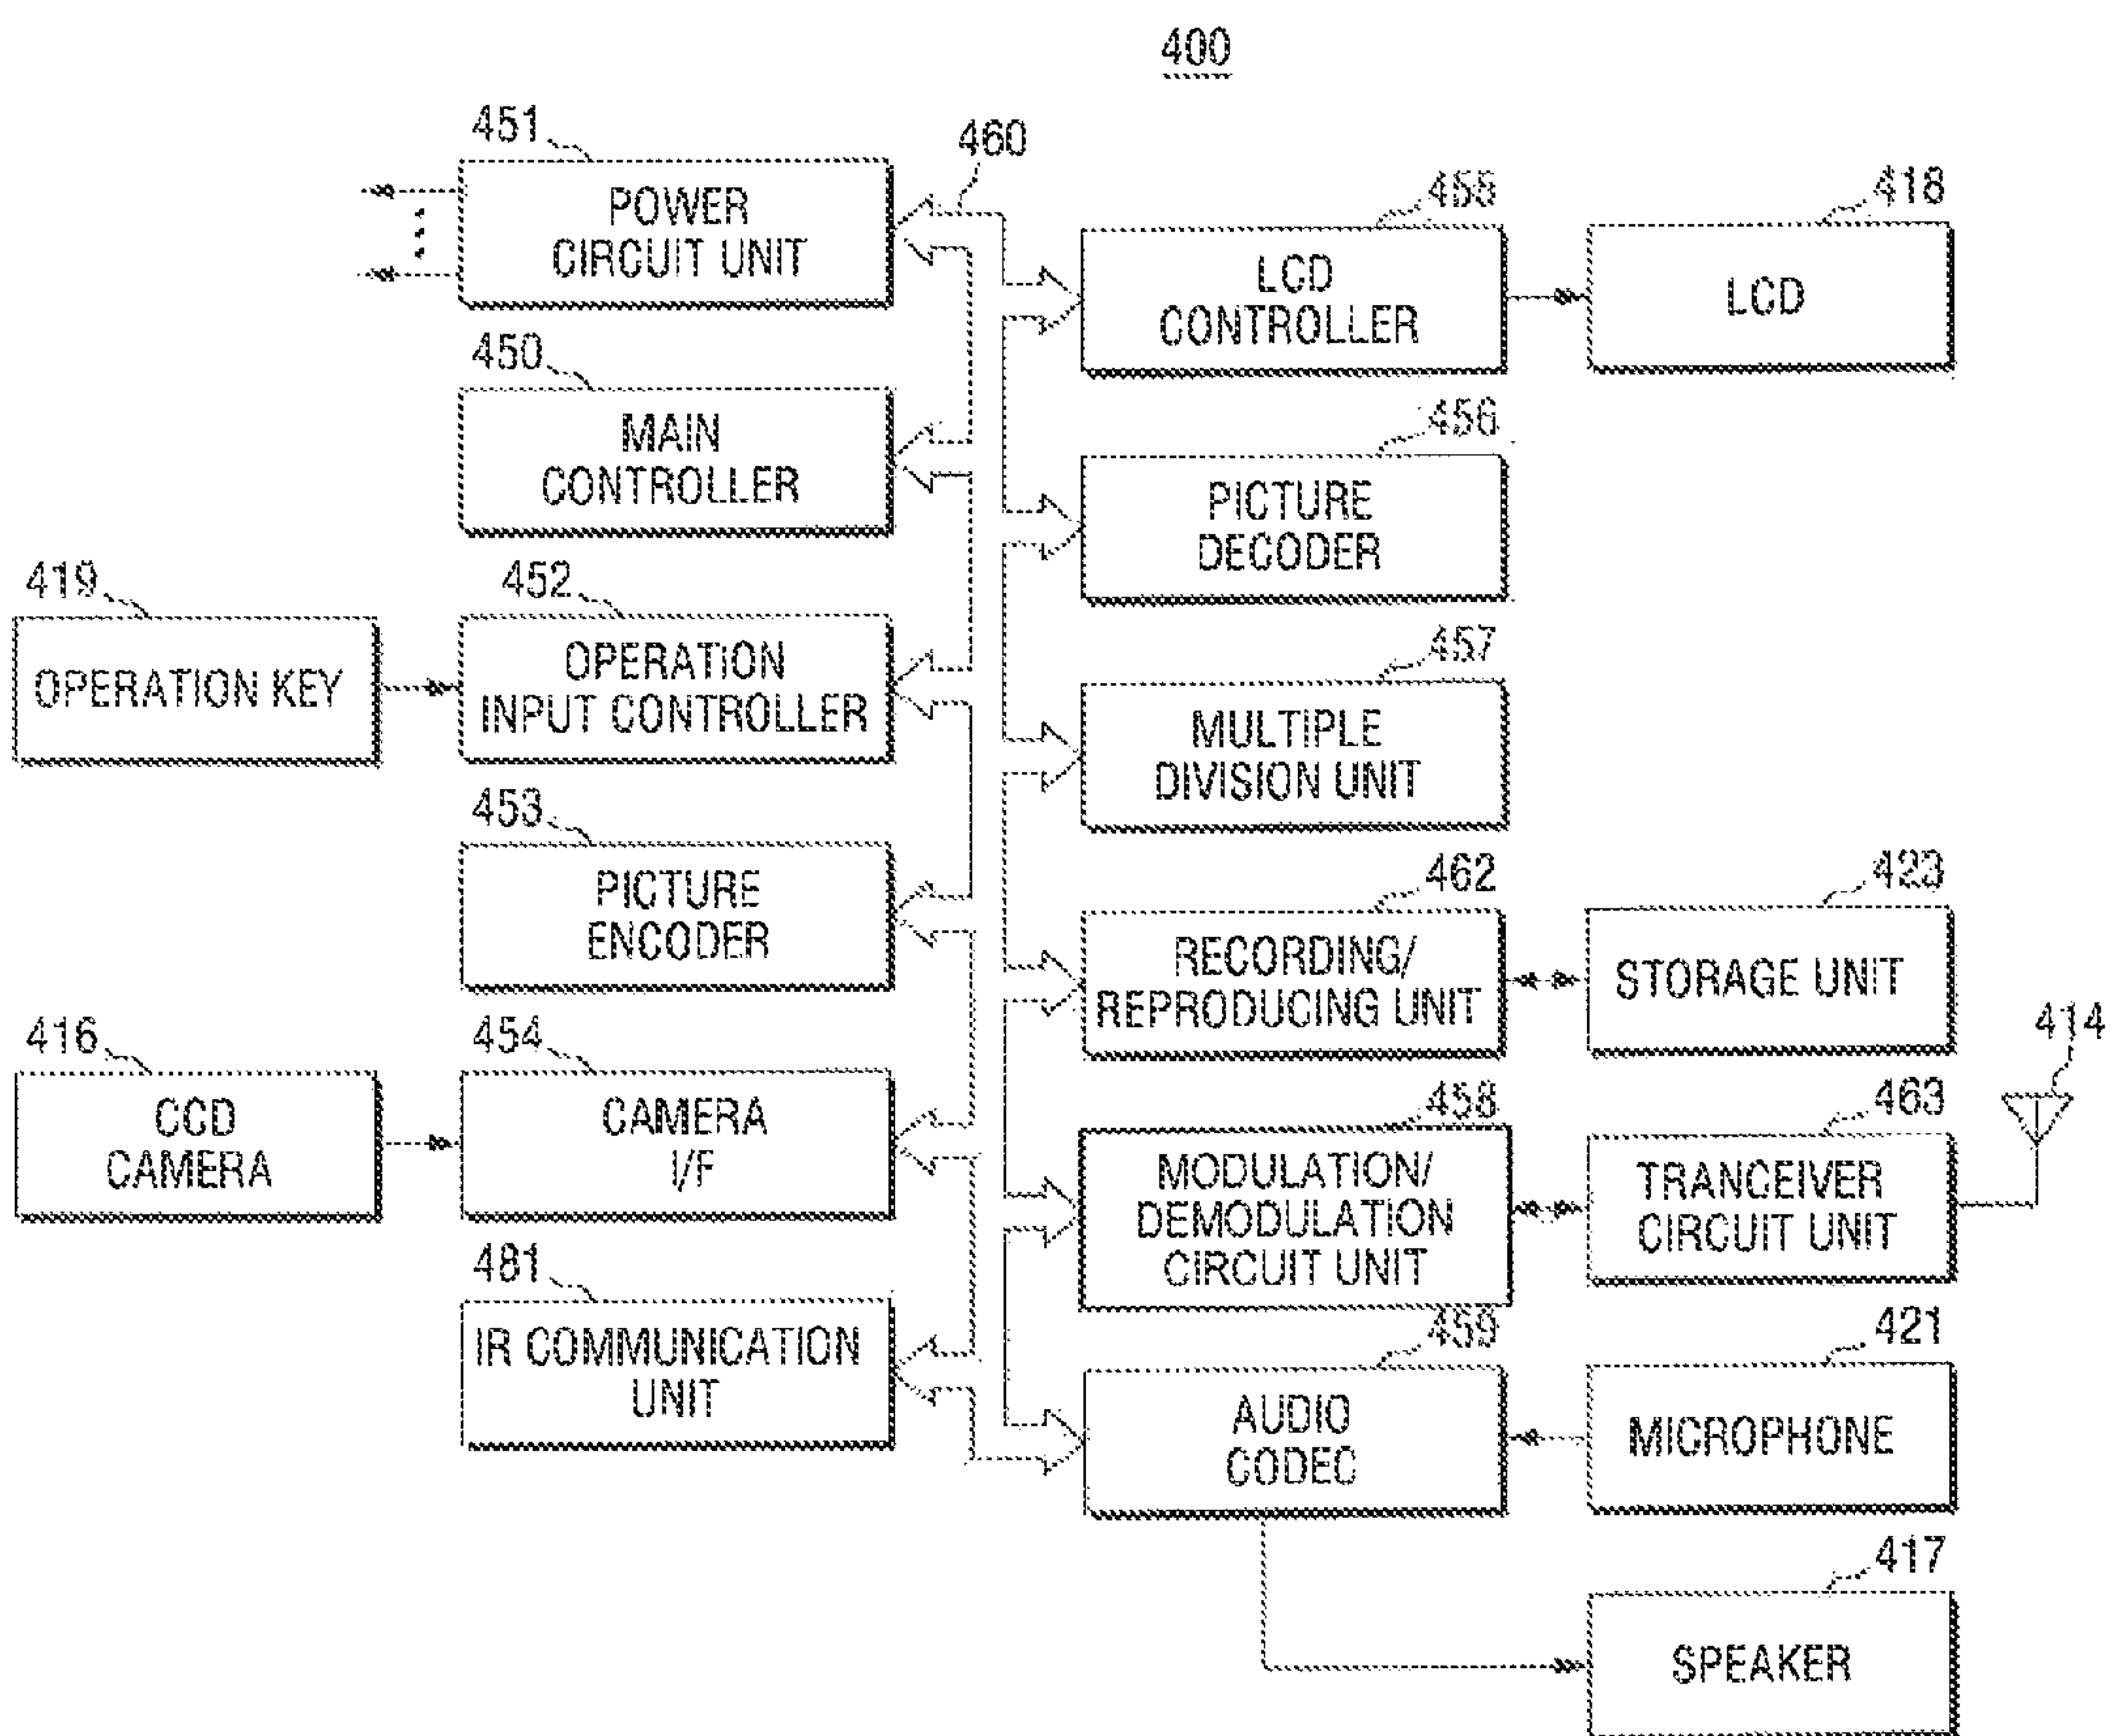 400
451
POWER
CIRCUIT UNIT
460
455
LCD
CONTROLLER
418
LCD
450
MAIN
CONTROLLER
456
PICTURE
DECODER
419
OPERATION KEY
452
OPERATION
INPUT CONTROLLER
457
MULTIPLE
DIVISION UNIT
453
PICTURE
ENCODER
462
RECORDING/
REPRODUCING UNIT
423
STORAGE UNIT
414
416
CCD
CAMERA
454
CAMERA
I/F
458
MODULATION/
DEMODULATION
CIRCUIT UNIT
463
TRANCEIVER
CIRCUIT UNIT
481
IR COMMUNICATION
UNIT
459
AUDIO
CODEC
421
MICROPHONE
417
SPEAKER